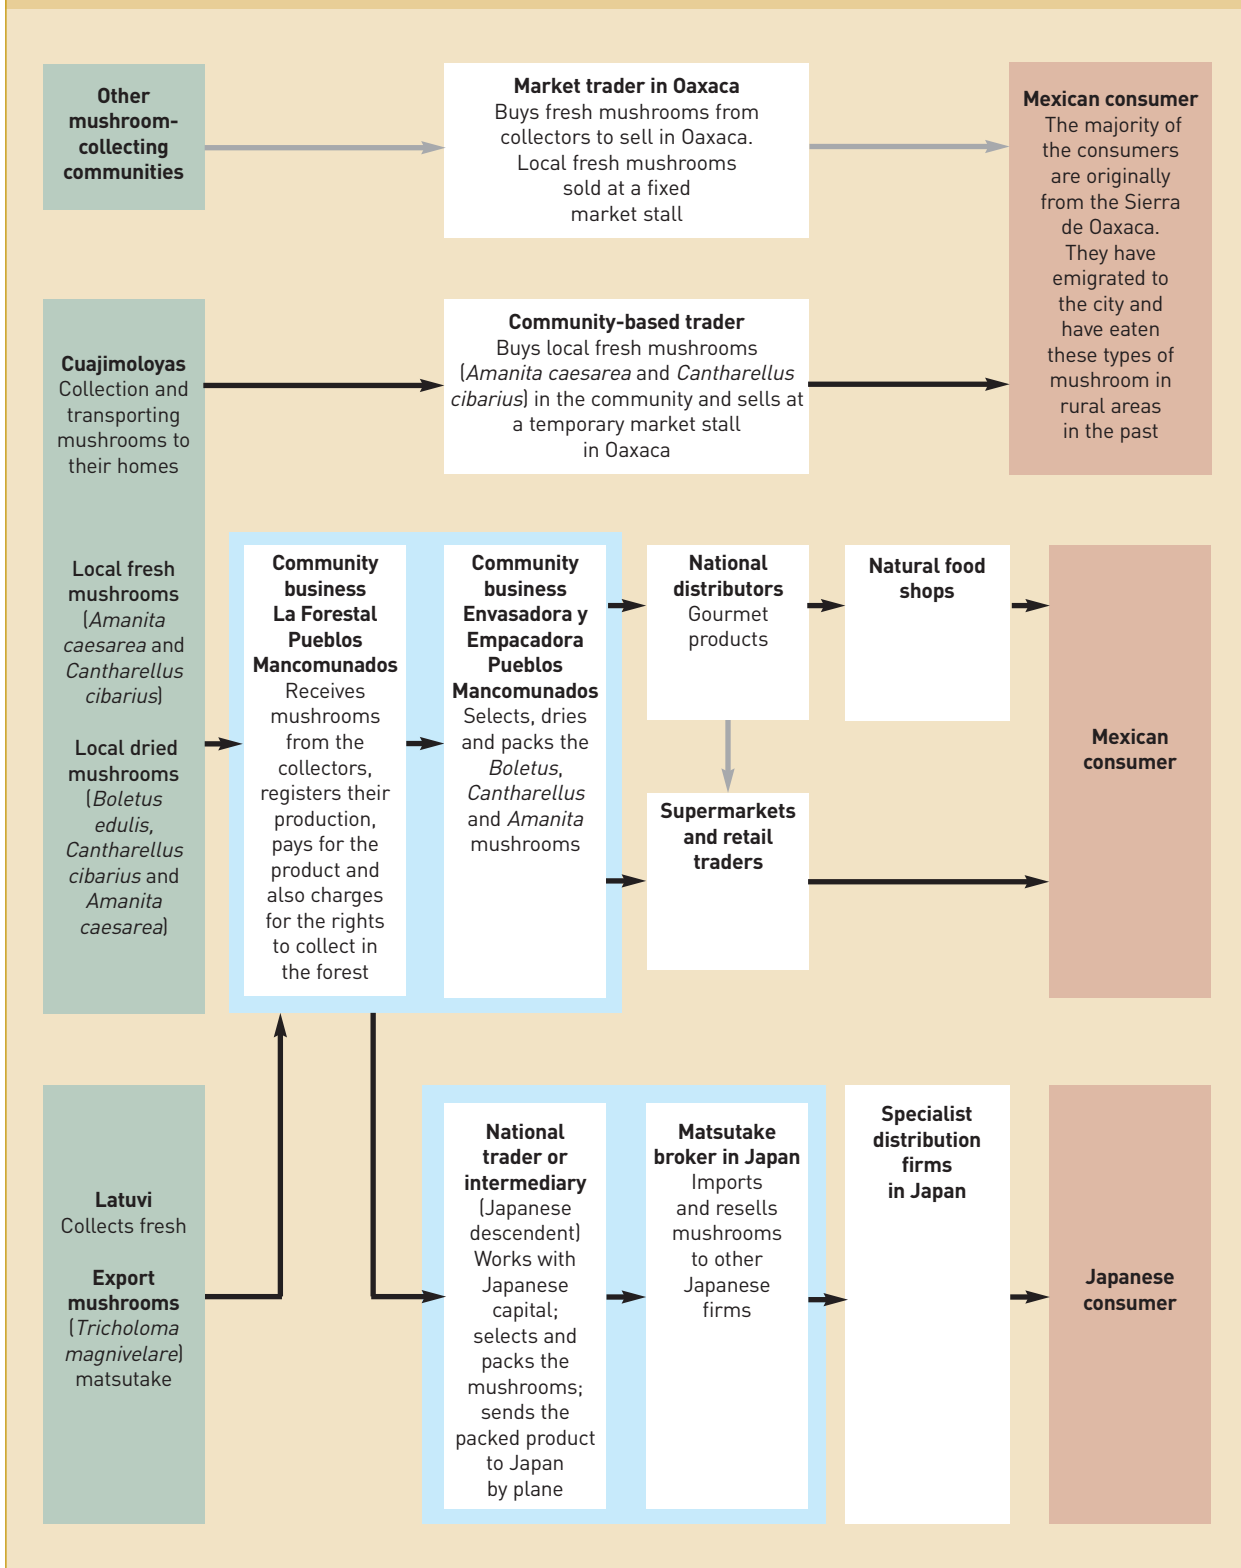 Other
mushroom-
collecting
communities
Market trader in Oaxaca
Buys fresh mushrooms from
collectors to sell in Oaxaca.
Local fresh mushrooms
sold at a fixed
market stall
Mexican consumer
The majority of
the consumers
are originally
from the Sierra
de Oaxaca.
They have
emigrated to
the city and
have eaten
these types of
mushroom in
rural areas
in the past
Cuajimoloyas
Collection and
transporting
mushrooms to
their homes
Community-based trader
Buys local fresh mushrooms
(Amanita caesarea and Cantharellus
cibarius) in the community and sells at
a temporary market stall
in Oaxaca
Local fresh
mushrooms
(Amanita
caesarea and
Cantharellus
cibarius)
Local dried
mushrooms
(Boletus
edulis,
Cantharellus
cibarius and
Amanita
caesarea)
Community
business
La Forestal
Pueblos
Mancomunados
Receives
mushrooms
from the
collectors,
registers their
production,
pays for the
product and
also charges
for the rights
to collect in
the forest
Community
business
Envasadora y
Empacadora
Pueblos
Mancomunados
Selects, dries
and packs the
Boletus,
Cantharellus
and Amanita
mushrooms
National
distributors
Gourmet
products
Natural food
shops
Supermarkets
and retail
traders
Mexican
consumer
Latuvi
Collects fresh
Export
mushrooms
(Tricholoma
magnivelare)
matsutake
National
trader or
intermediary
(Japanese
descendent)
Works with
Japanese
capital;
selects and
packs the
mushrooms;
sends the
packed product
to Japan
by plane
Matsutake
broker in Japan
Imports
and resells
mushrooms
to other
Japanese
firms
Specialist
distribution
firms
in Japan
Japanese
consumer